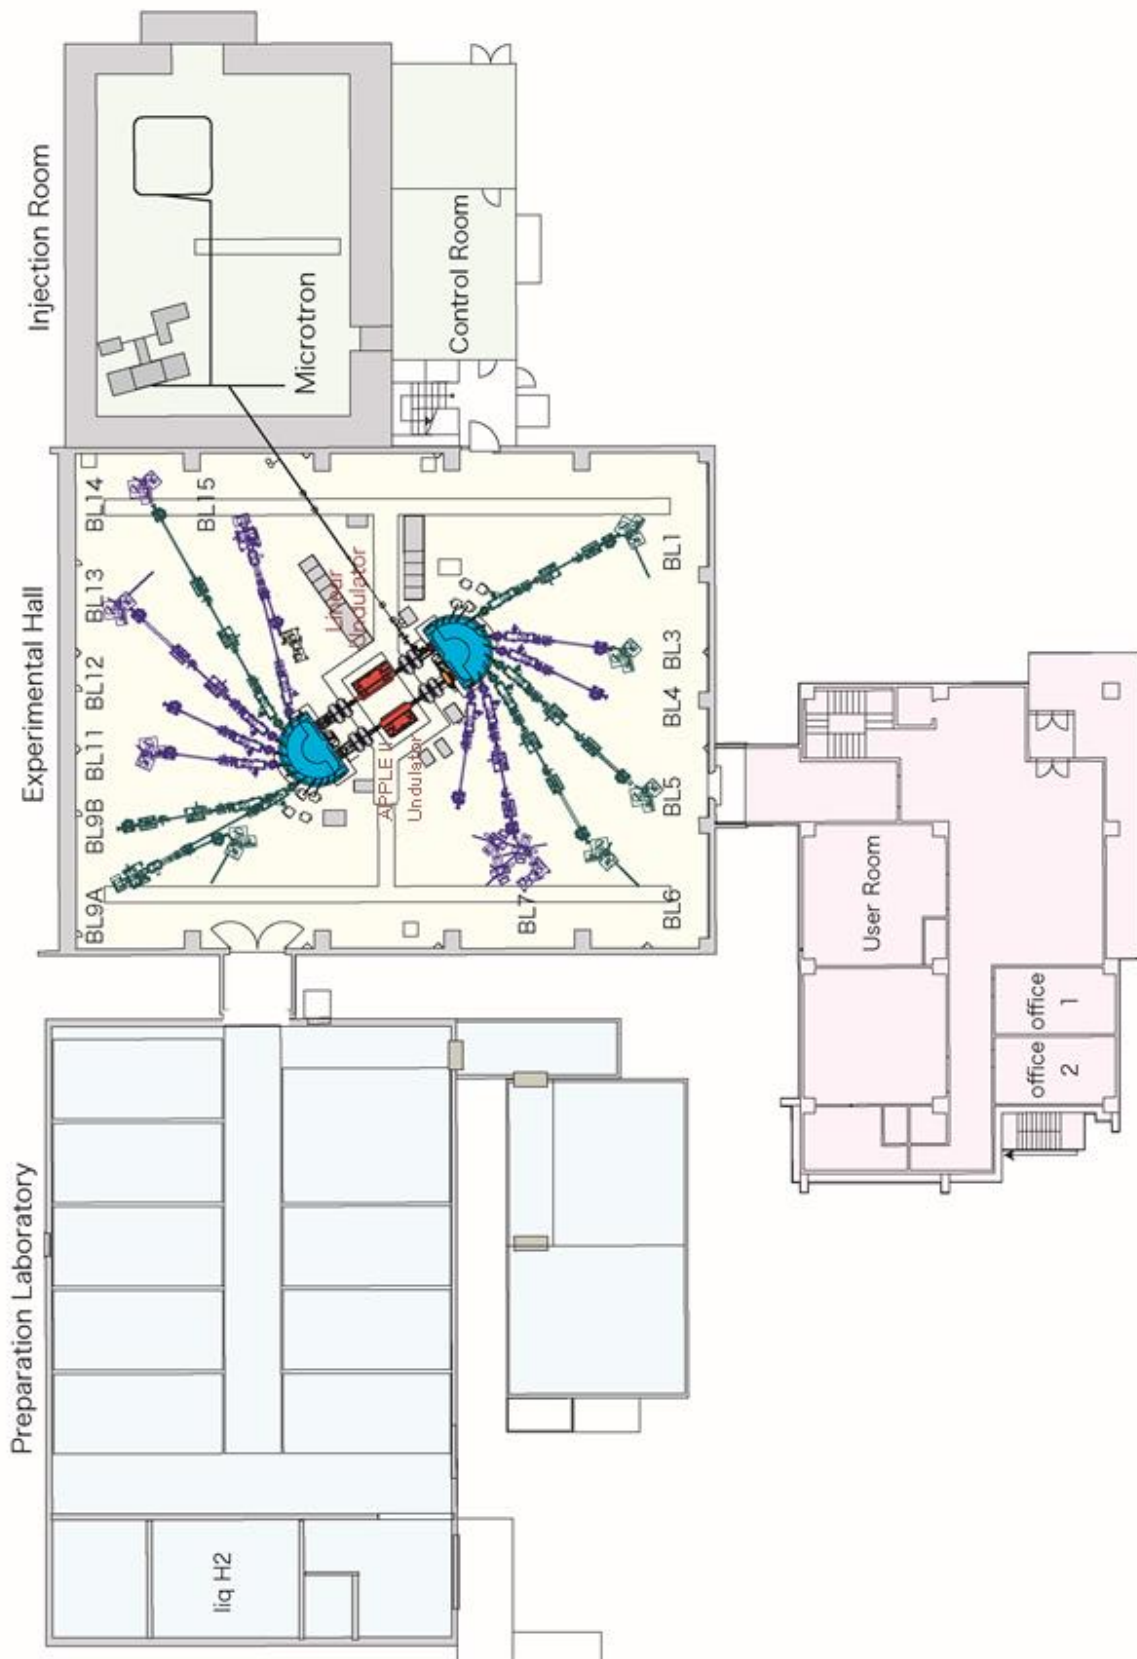 Injection Room
Microtron
Control Room
Experimental Hall
BL14
BL15
BL13
BL12
BL11
BL9B
BL9A
Linear
Undulator
APPLE II
Undulator
BL1
BL3
BL4
BL5
BL6
BL7
User Room
office
1
office
2
Preparation Laboratory
liq H2